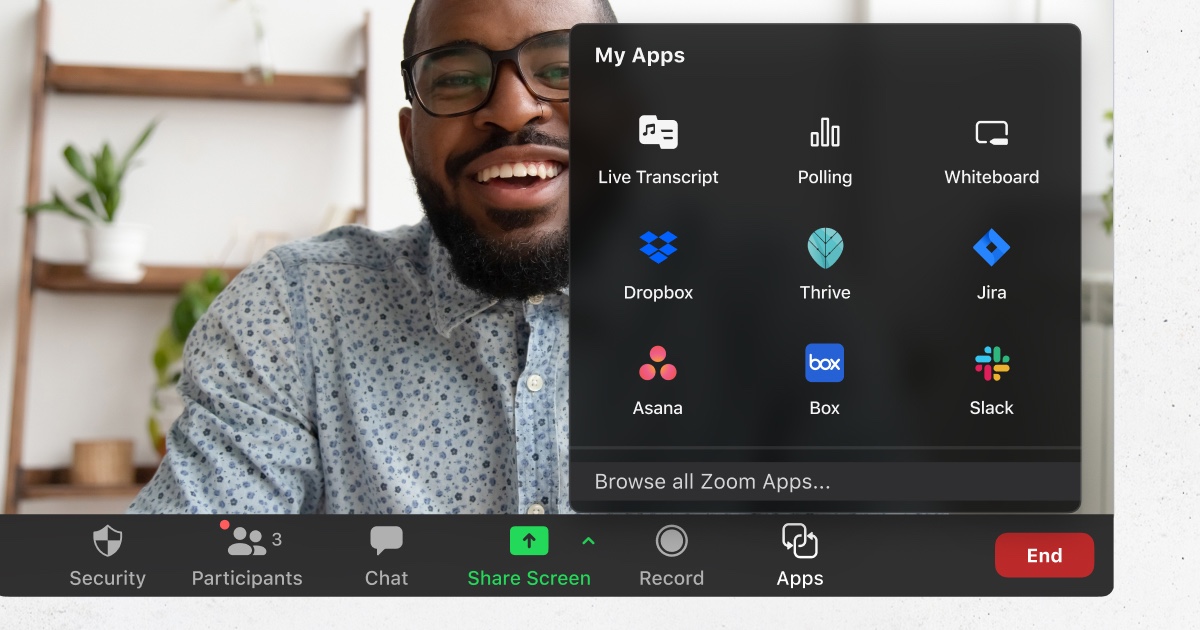 My Apps
Live Transcript
Polling
Whiteboard
Dropbox
Thrive
Jira
box
Asana
Box
Slack
Browse all Zoom Apps...
3
Security
Participants
Chat
Share Screen
Record
Apps
End